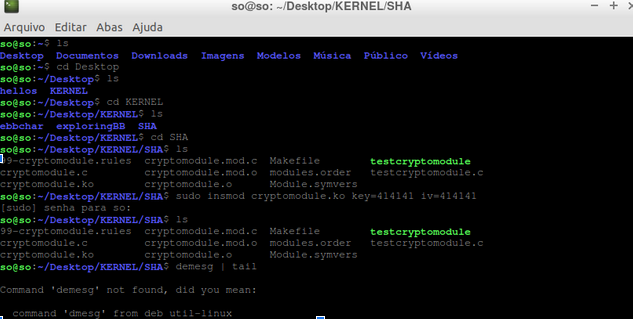 so@so: ~/Desktop/KERNEL/SHA
Arquivo Editar Abas Ajuda
so@so:~$ ls
Desktop Documentos Downloads Imagens Modelos Música Público Vídeos
so@so:~$ cd Desktop
so@so:~/Desktop$ ls
hellos KERNEL
so@so:~/Desktop$ cd KERNEL
so@so:~/Desktop/KERNEL$ ls
ebbchar exploringBB SHA
so@so:~/Desktop/KERNEL$ cd SHA
so@so:~/Desktop/KERNEL/SHA$ ls
99-cryptomodule.rules cryptomodule.mod.c Makefile testcryptomodule
cryptomodule.c cryptomodule.mod.o modules.order testcryptomodule.c
cryptomodule.ko cryptomodule.o Module.symvers
so@so:~/Desktop/KERNEL/SHA$ sudo insmod cryptomodule.ko key=414141 iv=414141
[sudo] senha para so:
so@so:~/Desktop/KERNEL/SHA$ ls
99-cryptomodule.rules cryptomodule.mod.c Makefile testcryptomodule
cryptomodule.c cryptomodule.mod.o modules.order testcryptomodule.c
cryptomodule.ko cryptomodule.o Module.symvers
so@so:~/Desktop/KERNEL/SHA$ demesg | tail
Command 'demesg' not found, did you mean:
command 'dmesg' from deb util-linux